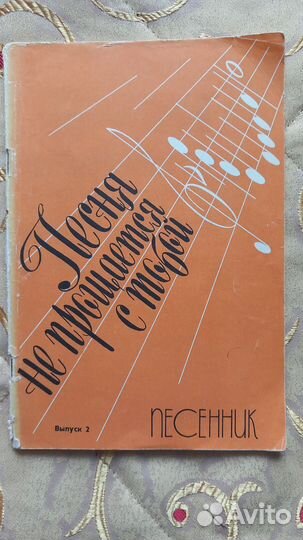 Песня
не прощается
с тобой
Выпуск 2
ПЕСЕННИК
Avito